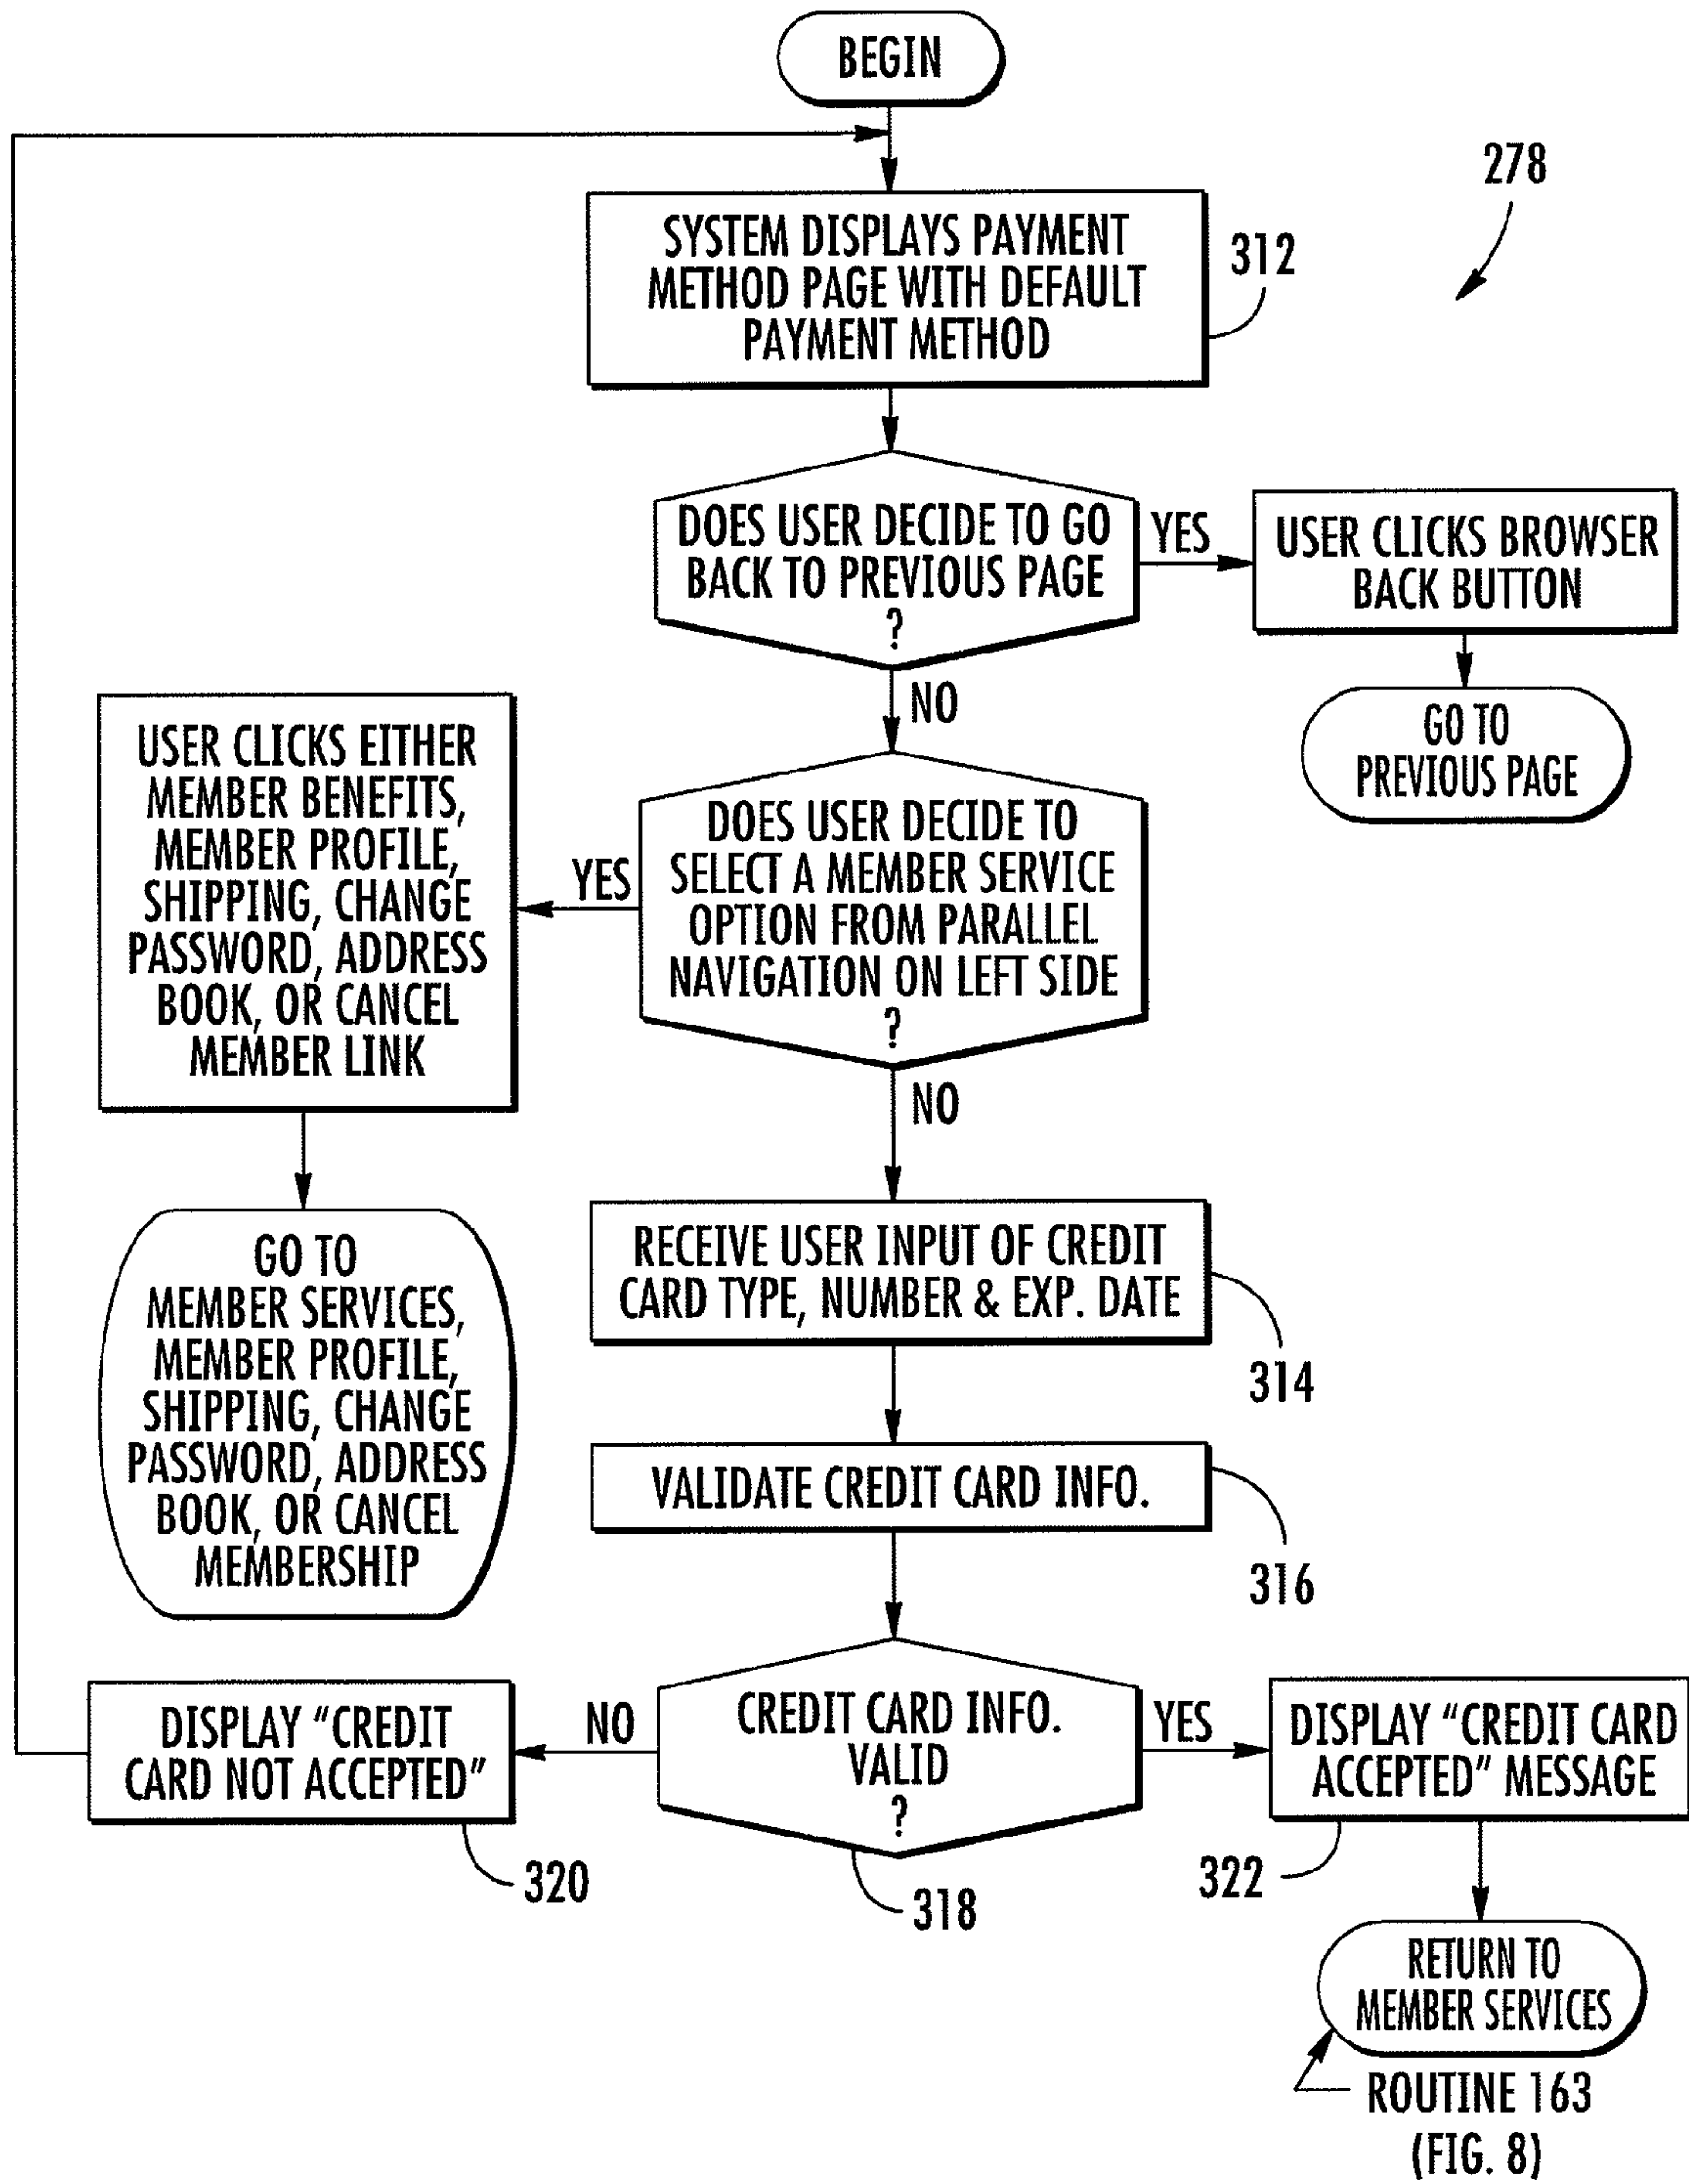 BEGIN
278
SYSTEM DISPLAYS PAYMENT
METHOD PAGE WITH DEFAULT
PAYMENT METHOD
312
DOES USER DECIDE TO GO
BACK TO PREVIOUS PAGE
?
YES
USER CLICKS BROWSER
BACK BUTTON
GO TO
PREVIOUS PAGE
NO
DOES USER DECIDE TO
SELECT A MEMBER SERVICE
OPTION FROM PARALLEL
NAVIGATION ON LEFT SIDE
?
YES
USER CLICKS EITHER
MEMBER BENEFITS,
MEMBER PROFILE,
SHIPPING, CHANGE
PASSWORD, ADDRESS
BOOK, OR CANCEL
MEMBER LINK
GO TO
MEMBER SERVICES,
MEMBER PROFILE,
SHIPPING, CHANGE
PASSWORD, ADDRESS
BOOK, OR CANCEL
MEMBERSHIP
NO
RECEIVE USER INPUT OF CREDIT
CARD TYPE, NUMBER & EXP. DATE
314
VALIDATE CREDIT CARD INFO.
316
CREDIT CARD INFO.
VALID
?
318
NO
DISPLAY “CREDIT
CARD NOT ACCEPTED”
320
YES
DISPLAY “CREDIT CARD
ACCEPTED” MESSAGE
322
RETURN TO
MEMBER SERVICES
ROUTINE 163
(FIG. 8)